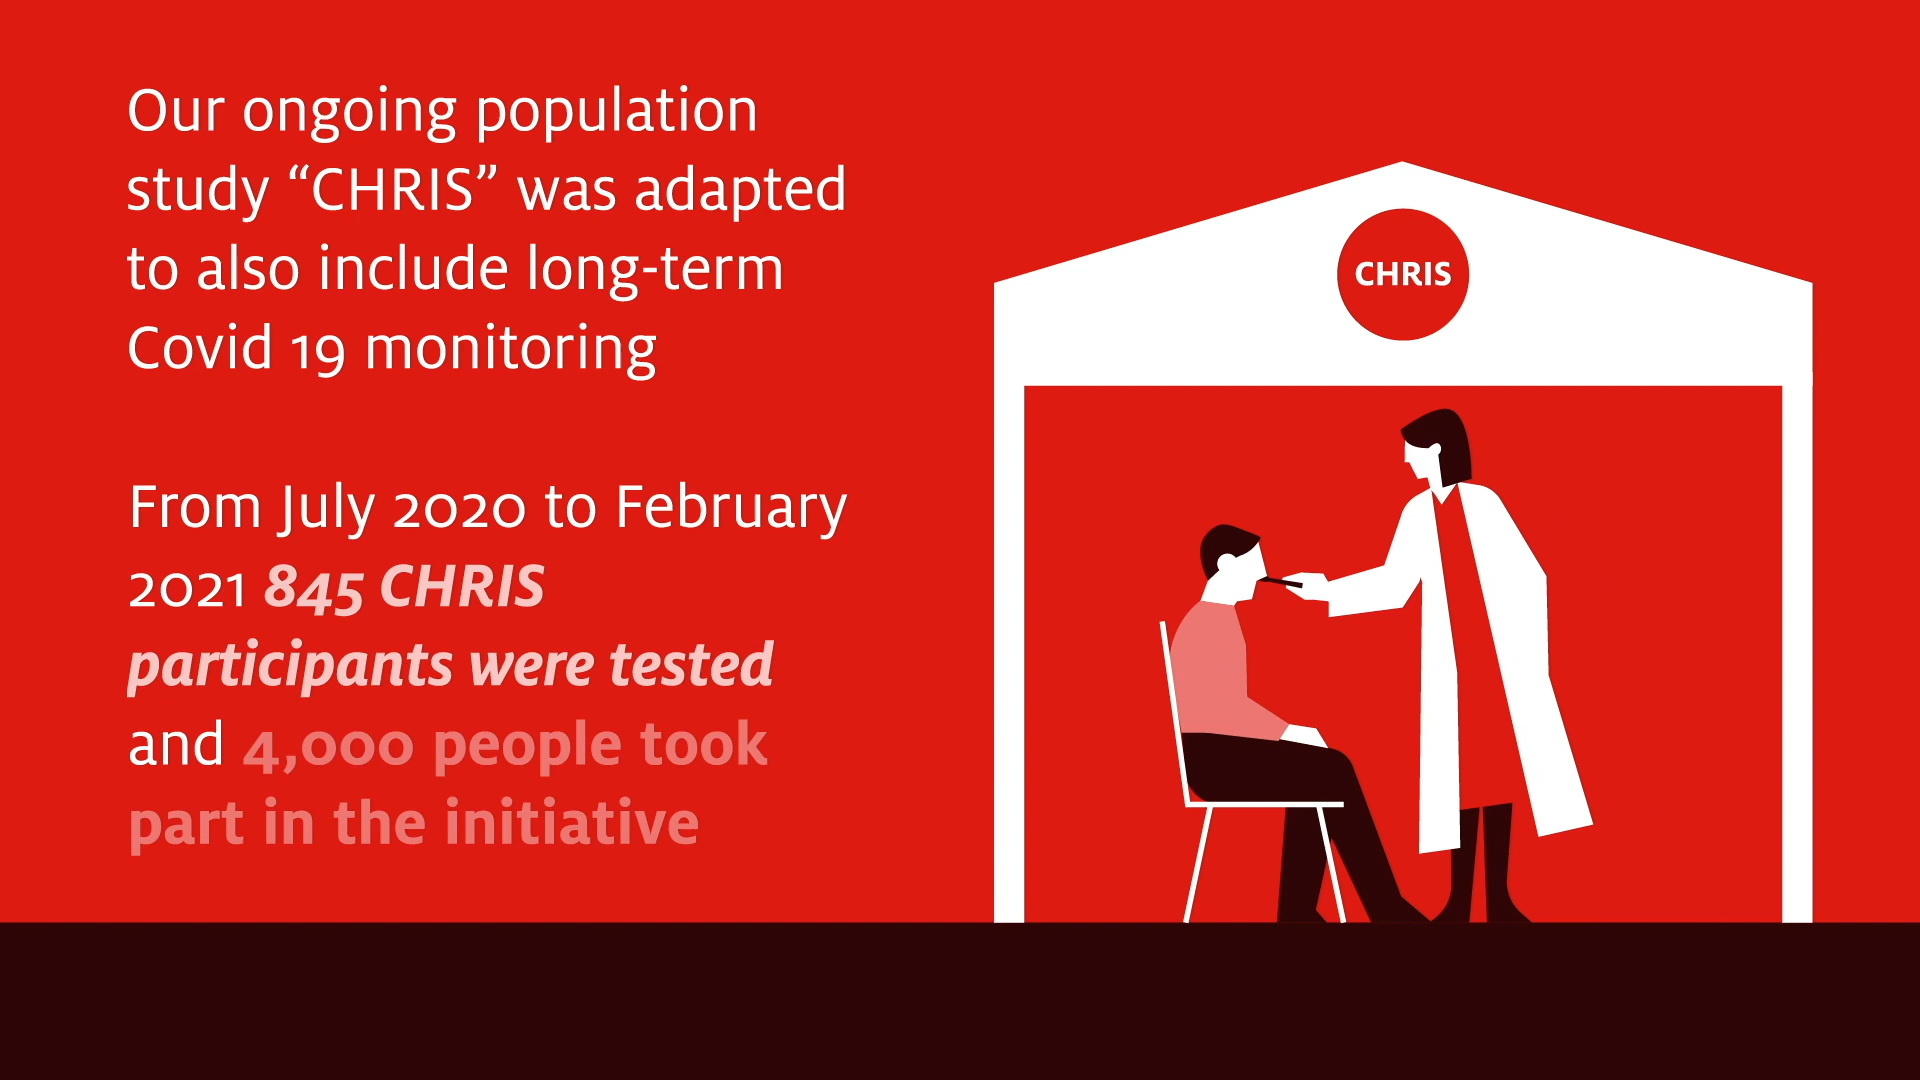 Our ongoing population
study “CHRIS” was adapted
to also include long-term
Covid 19 monitoring
From July 2020 to February
2021 845 CHRIS
participants were tested
and 4,000 people took
part in the initiative
CHRIS